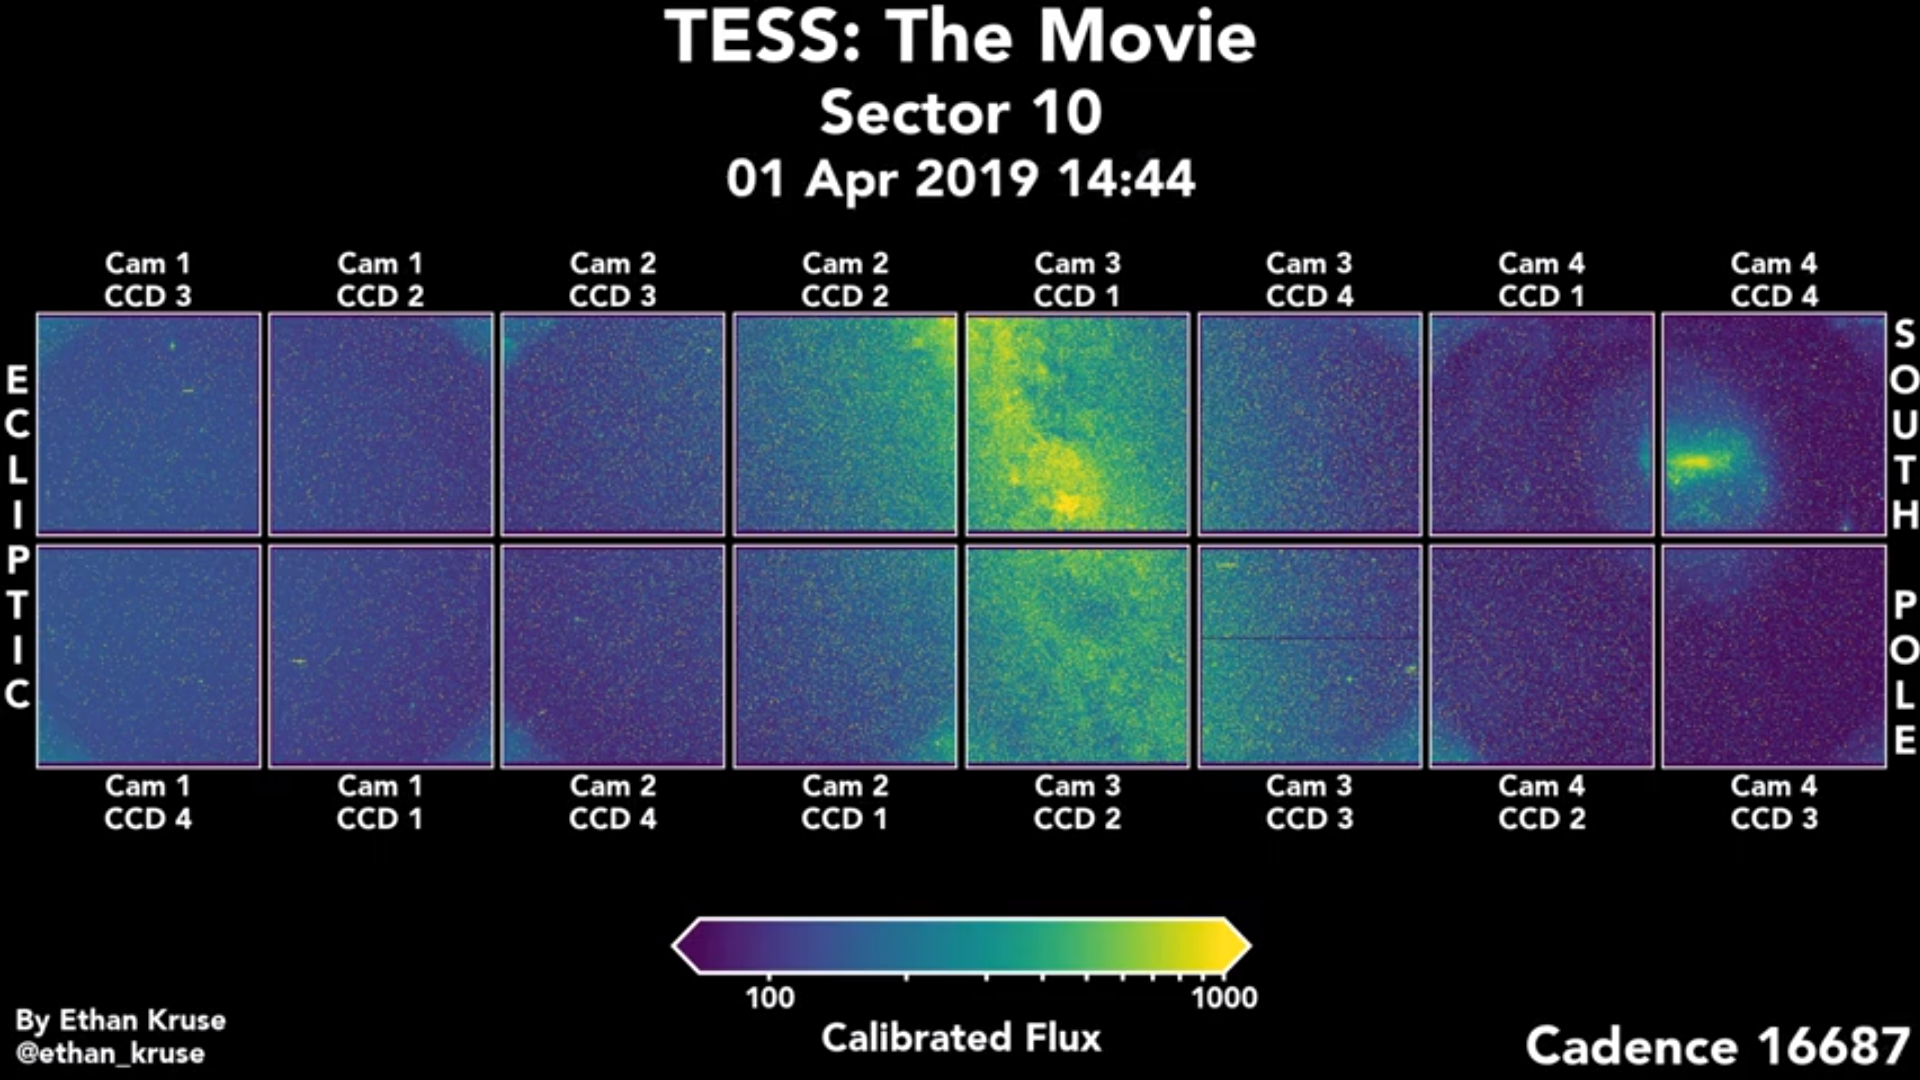 TESS: The Movie
Sector 10
01 Apr 2019 14:44
Cam 1 Cam 1 Cam 2 Cam 2 Cam 3 Cam 3 Cam 4 Cam 4
CCD 3 CCD 2 CCD 3 CCD 2 CCD 1 CCD 4 CCD 1 CCD 4
ECLIPTIC
SOUTH POLE
Cam 1 Cam 1 Cam 2 Cam 2 Cam 3 Cam 3 Cam 4 Cam 4
CCD 4 CCD 1 CCD 4 CCD 1 CCD 2 CCD 3 CCD 2 CCD 3
100 1000
Calibrated Flux
By Ethan Kruse
@ethan_kruse
Cadence 16687